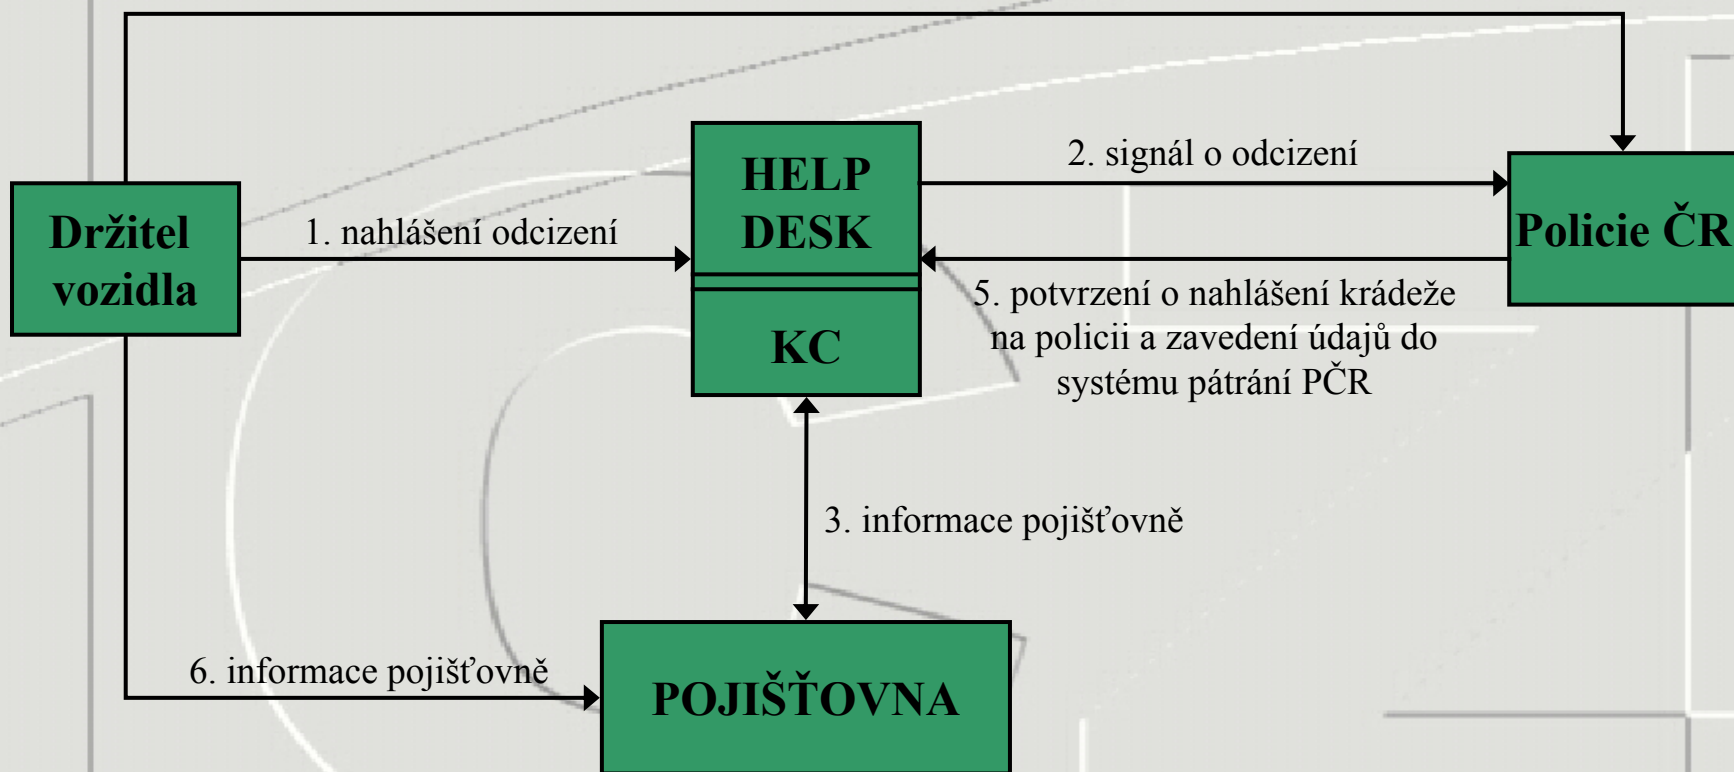 HELP
DESK
KC
2. signál o odcizení
Držitel
vozidla
1. nahlášení odcizení
Policie ČR
5. potvrzení o nahlášení krádeže
na policii a zavedení údajů do
systému pátrání PČR
3. informace pojišťovně
6. informace pojišťovně
POJIŠŤOVNA